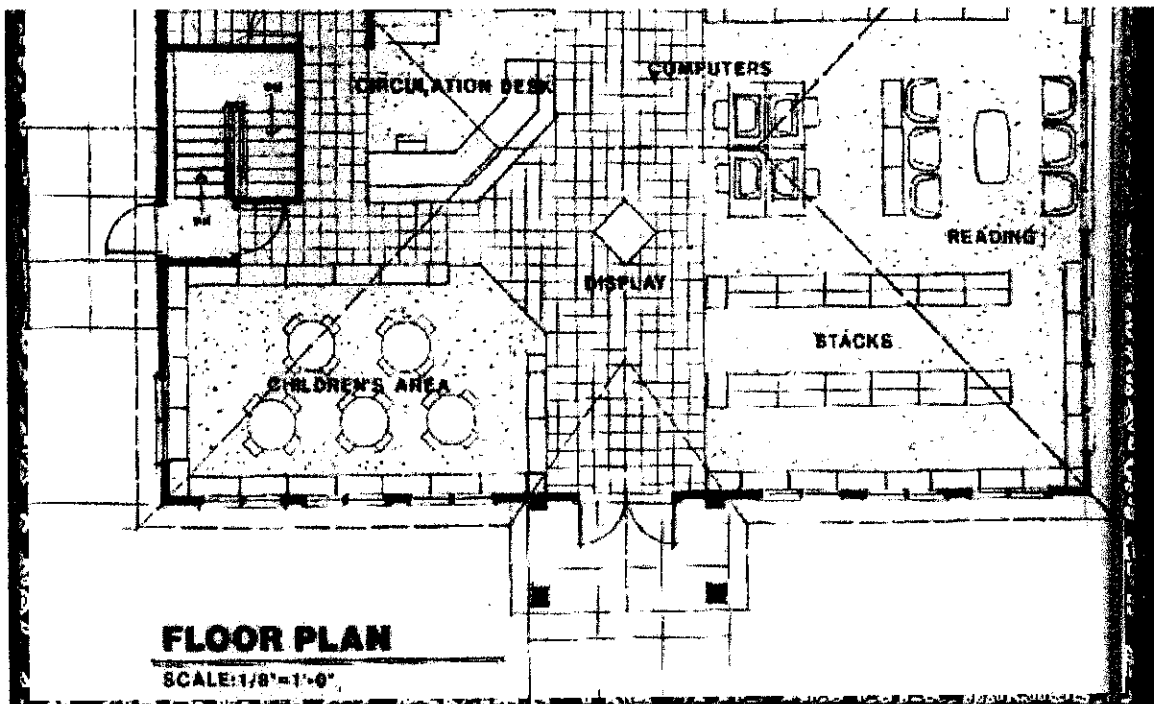 COMPUTERS
CIRCULATION DESK
READING
DISPLAY
STACKS
CHILDREN'S AREA
FLOOR PLAN
SCALE: 1/8"=1'-0"